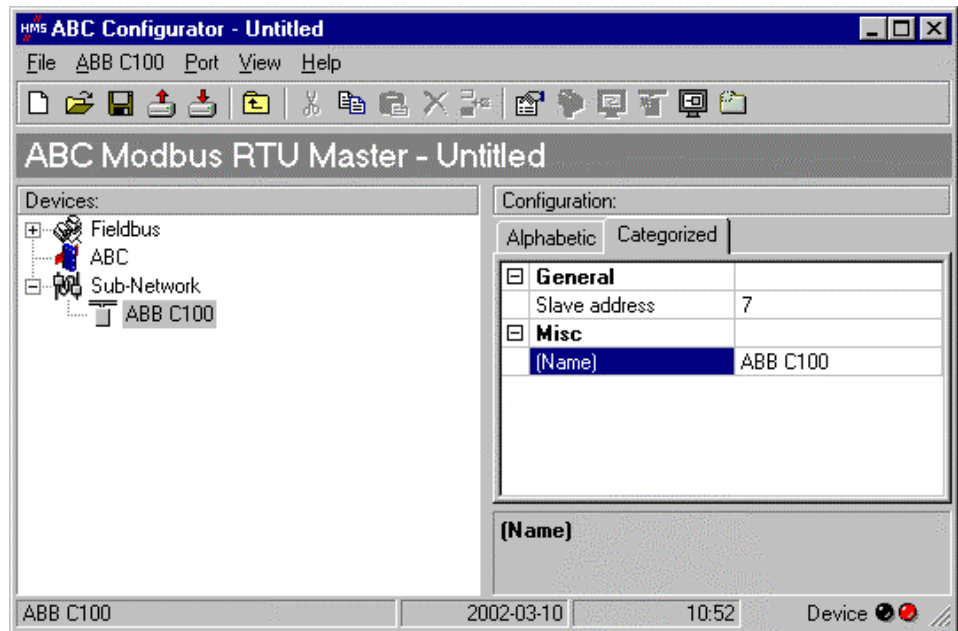 HMS ABC Configurator - Untitled
File ABB C100 Port View Help
ABC Modbus RTU Master - Untitled
Devices:
Fieldbus
ABC
Sub-Network
ABB C100
Configuration:
Alphabetic Categorized
General
Slave address 7
Misc
(Name) ABB C100
(Name)
ABB C100 2002-03-10 10:52 Device